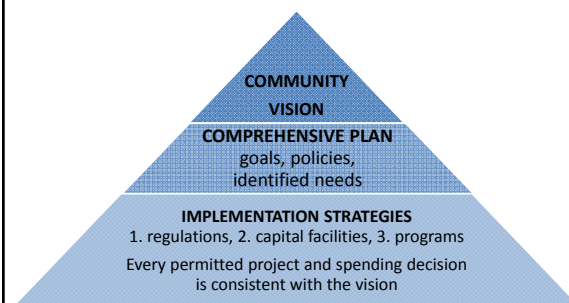 COMMUNITY
VISION
COMPREHENSIVE PLAN
goals, policies,
identified needs
IMPLEMENTATION STRATEGIES
1. regulations, 2. capital facilities, 3. programs
Every permitted project and spending decision
is consistent with the vision